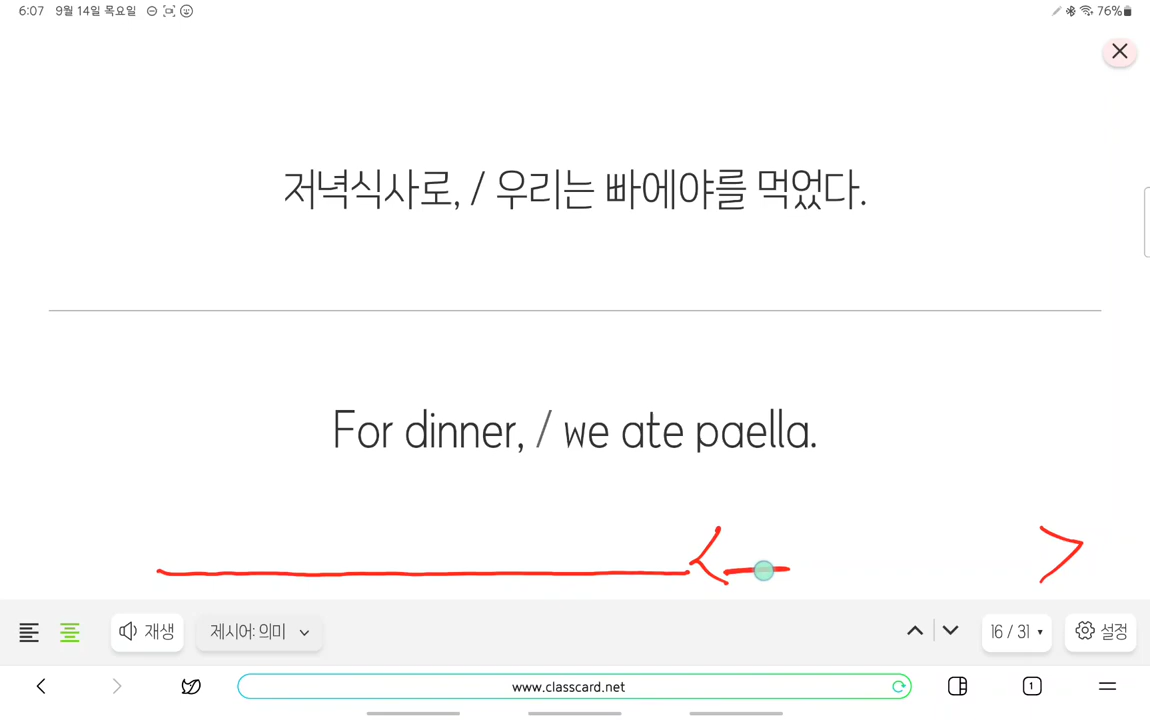 6:07 9월 14일 목요일 76%
저녁식사로, / 우리는 빠에야를 먹었다.
For dinner, / we ate paella.
재생 제시어: 의미 16 / 31 설정
www.classcard.net 1